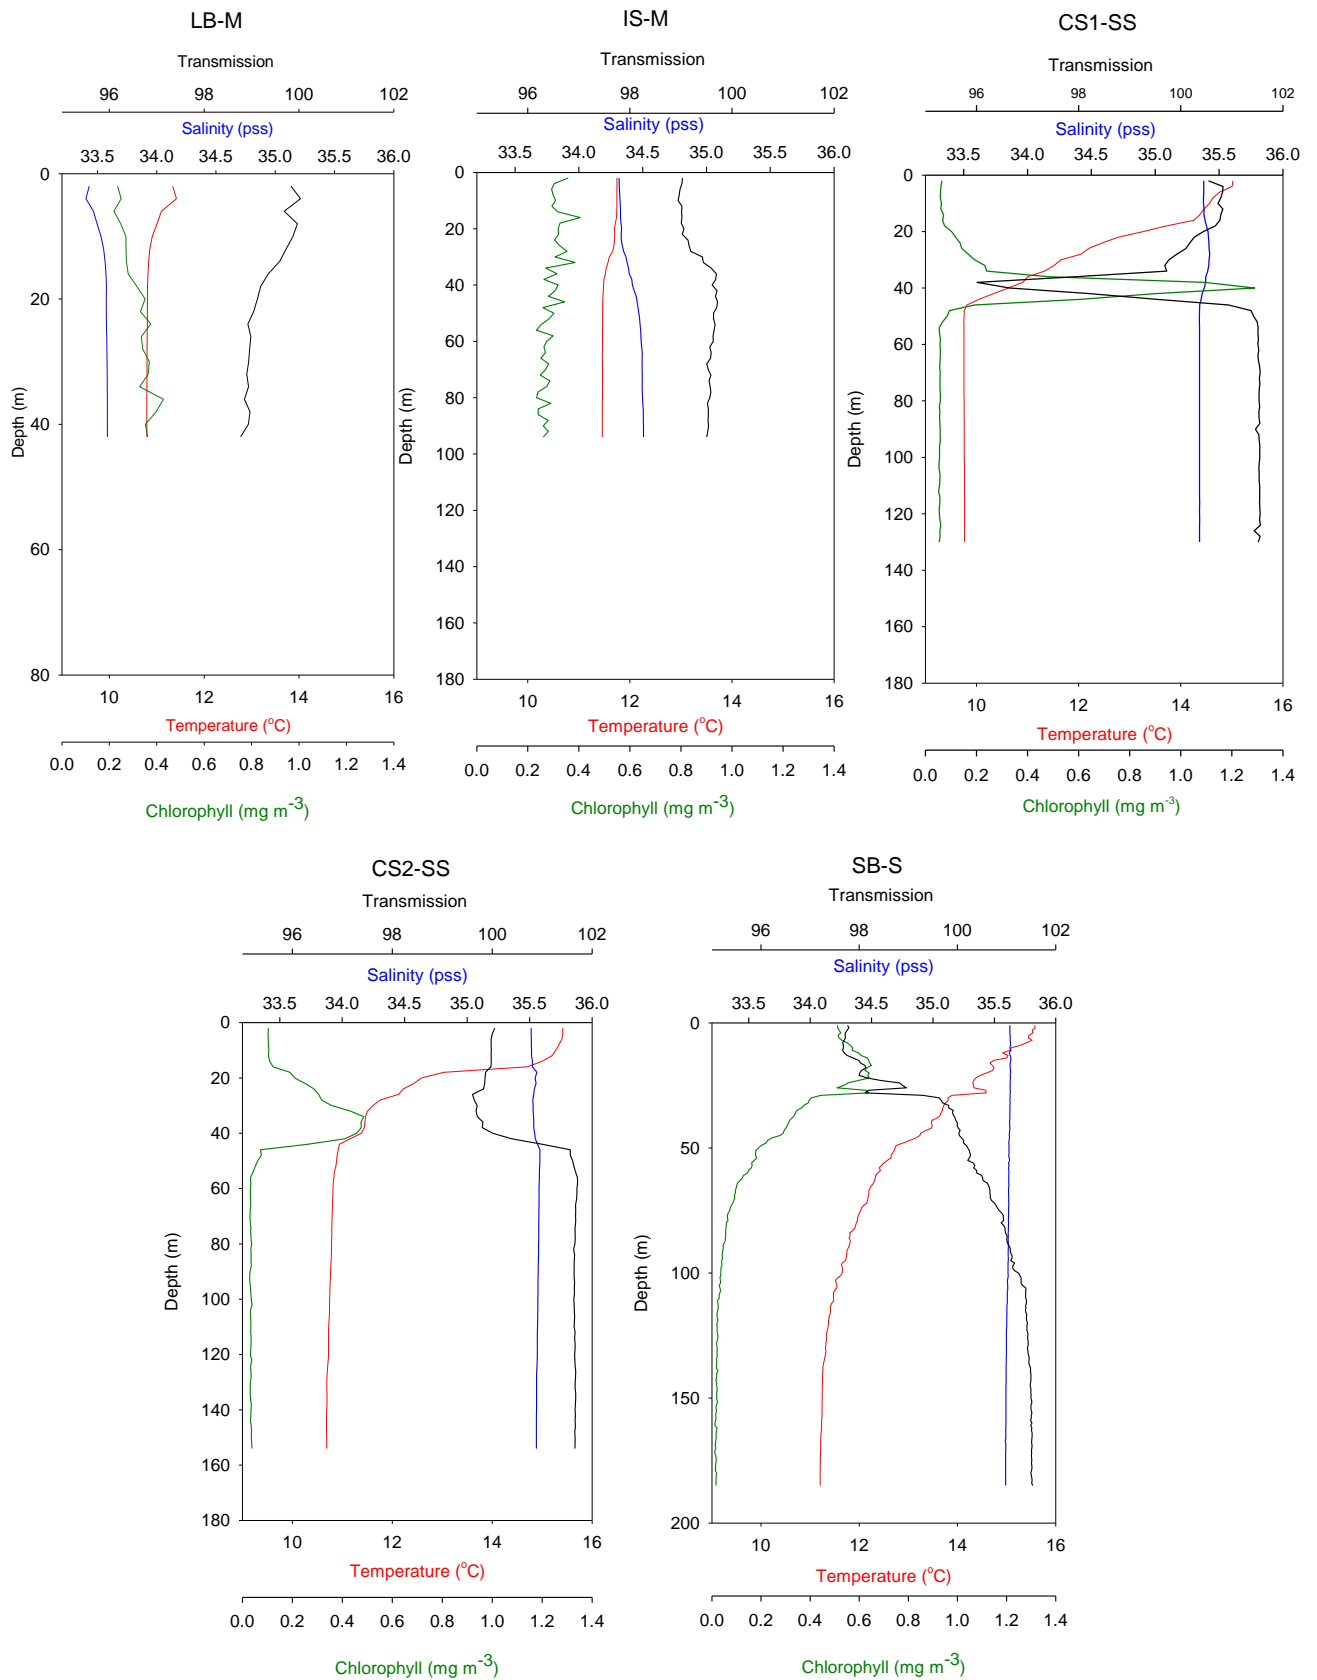 LB-M
Transmission
96 98 100 102
Salinity (pss)
33.5 34.0 34.5 35.0 35.5 36.0
0
20
40
60
80
Depth (m)
10 12 14 16
Temperature (°C)
0.0 0.2 0.4 0.6 0.8 1.0 1.2 1.4
Chlorophyll (mg m-3)
IS-M
Transmission
96 98 100 102
Salinity (pss)
33.5 34.0 34.5 35.0 35.5 36.0
0
20
40
60
80
100
120
140
160
180
Depth (m)
10 12 14 16
Temperature (°C)
0.0 0.2 0.4 0.6 0.8 1.0 1.2 1.4
Chlorophyll (mg m-3)
CS1-SS
Transmission
96 98 100 102
Salinity (pss)
33.5 34.0 34.5 35.0 35.5 36.0
0
20
40
60
80
100
120
140
160
180
Depth (m)
10 12 14 16
Temperature (°C)
0.0 0.2 0.4 0.6 0.8 1.0 1.2 1.4
Chlorophyll (mg m-3)
CS2-SS
Transmission
96 98 100 102
Salinity (pss)
33.5 34.0 34.5 35.0 35.5 36.0
0
20
40
60
80
100
120
140
160
180
Depth (m)
10 12 14 16
Temperature (°C)
0.0 0.2 0.4 0.6 0.8 1.0 1.2 1.4
Chlorophyll (mg m-3)
SB-S
Transmission
96 98 100 102
Salinity (pss)
33.5 34.0 34.5 35.0 35.5 36.0
0
50
100
150
200
Depth (m)
10 12 14 16
Temperature (°C)
0.0 0.2 0.4 0.6 0.8 1.0 1.2 1.4
Chlorophyll (mg m-3)